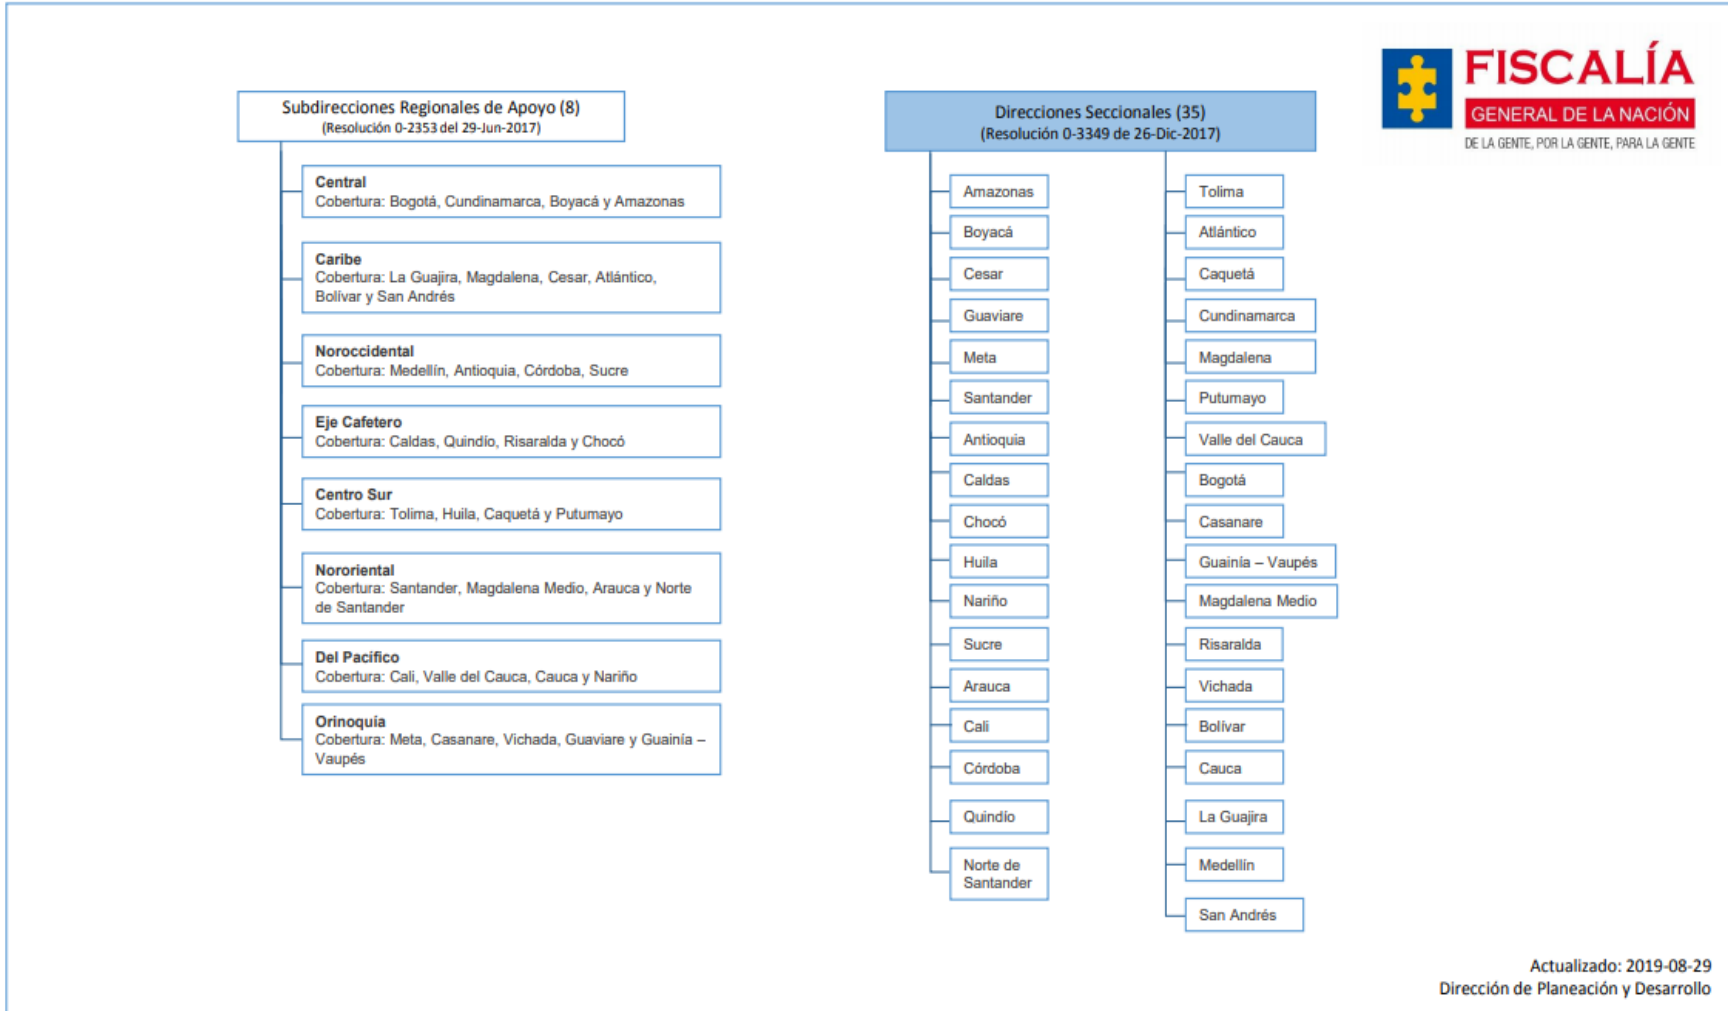 FISCALÍA
GENERAL DE LA NACIÓN
DE LA GENTE, POR LA GENTE, PARA LA GENTE
Subdirecciones Regionales de Apoyo (8)
(Resolución 0-2353 del 29-Jun-2017)
Central
Cobertura: Bogotá, Cundinamarca, Boyacá y Amazonas
Caribe
Cobertura: La Guajira, Magdalena, Cesar, Atlántico,
Bolívar y San Andrés
Noroccidental
Cobertura: Medellín, Antioquia, Córdoba, Sucre
Eje Cafetero
Cobertura: Caldas, Quindío, Risaralda y Chocó
Centro Sur
Cobertura: Tolima, Huila, Caquetá y Putumayo
Nororiental
Cobertura: Santander, Magdalena Medio, Arauca y Norte
de Santander
Del Pacífico
Cobertura: Cali, Valle del Cauca, Cauca y Nariño
Orinoquía
Cobertura: Meta, Casanare, Vichada, Guaviare y Guainía –
Vaupés
Direcciones Seccionales (35)
(Resolución 0-3349 de 26-Dic-2017)
Amazonas
Boyacá
Cesar
Guaviare
Meta
Santander
Antioquia
Caldas
Chocó
Huila
Nariño
Sucre
Arauca
Cali
Córdoba
Quindío
Norte de
Santander
Tolima
Atlántico
Caquetá
Cundinamarca
Magdalena
Putumayo
Valle del Cauca
Bogotá
Casanare
Guainía – Vaupés
Magdalena Medio
Risaralda
Vichada
Bolívar
Cauca
La Guajira
Medellín
San Andrés
Actualizado: 2019-08-29
Dirección de Planeación y Desarrollo